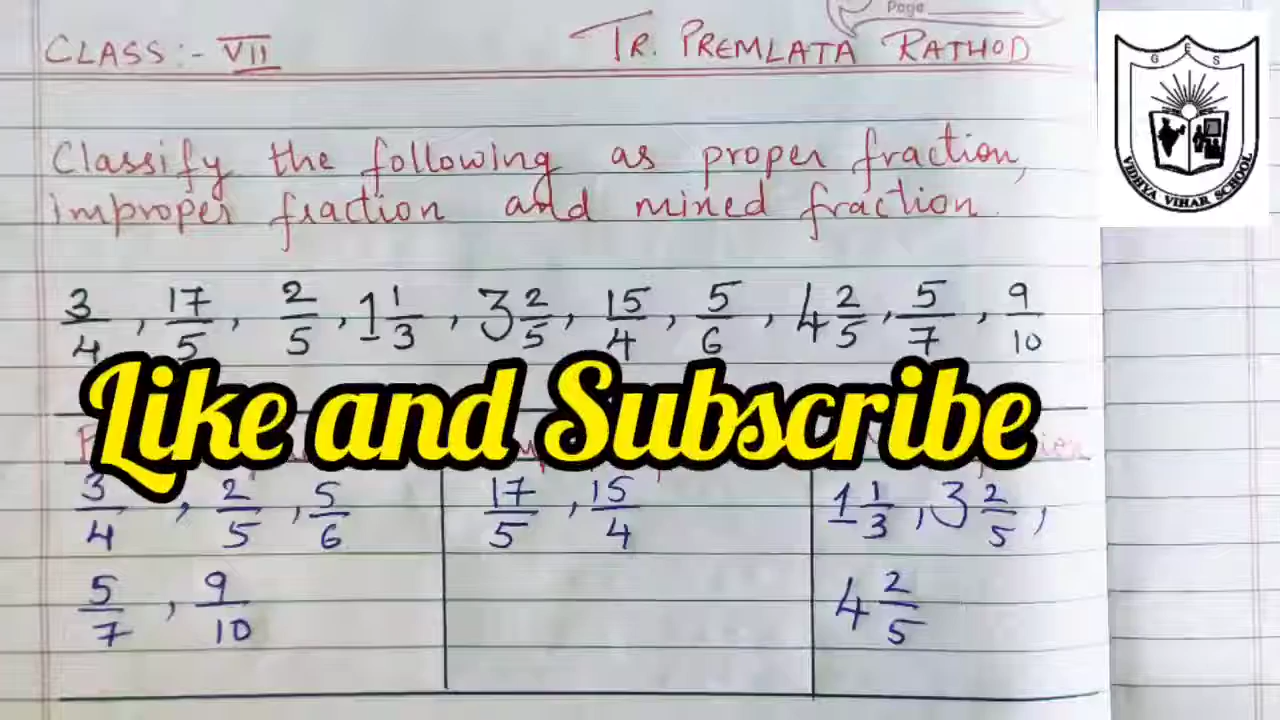 Page
CLASS:- VII
TR. PREMLATA RATHOD
G E S
VIDHYA VIHAR SCHOOL
Classify the following as proper fraction,
improper fraction and mixed fraction.
3/4, 17/5, 2/5, 1 1/3, 3 2/5, 15/4, 5/6, 4 2/5, 5/7, 9/10
Like and Subscribe
3/4, 2/5, 5/6
17/5, 15/4
1 1/3, 3 2/5,
5/7, 9/10
4 2/5